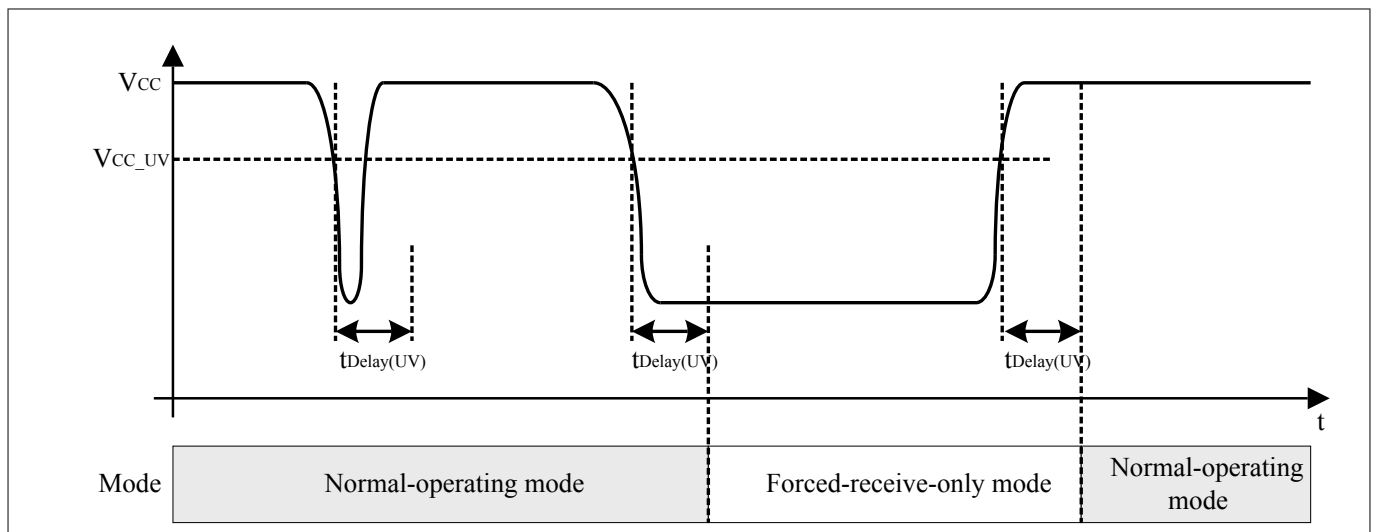 VCC
VCC_UV
tDelay(UV)
tDelay(UV)
tDelay(UV)
t
Mode
Normal-operating mode
Forced-receive-only mode
Normal-operating
mode